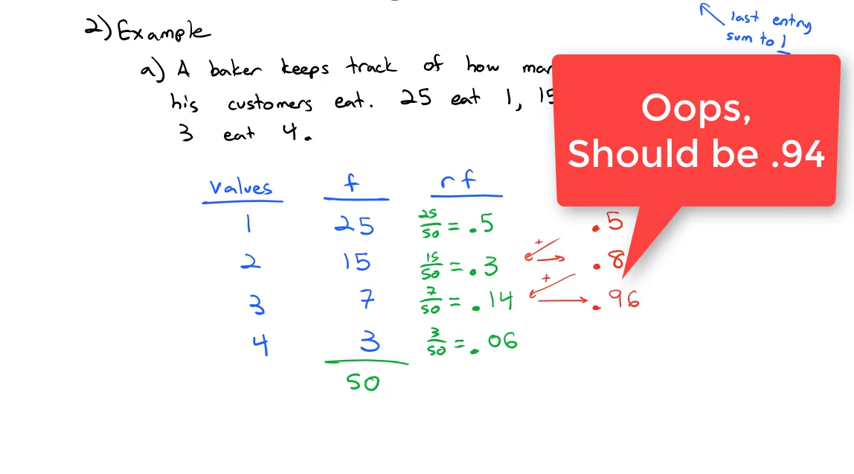 2) Example
last entry
sum to 1
a) A baker keeps track of how
his customers eat. 25 eat 1, 15
3 eat 4.
Oops,
Should be .94
values f rf
1 25 25/50 = .5 .5
2 15 15/50 = .3 + .8
3 7 7/50 = .14 + .96
4 3 3/50 = .06
50